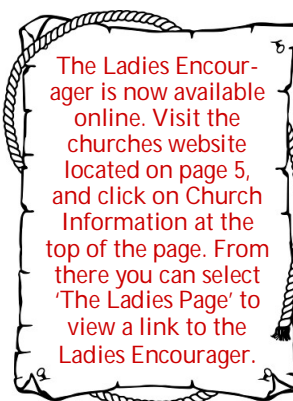 The Ladies Encour-
ager is now available
online. Visit the
churches website
located on page 5,
and click on Church
Information at the
top of the page. From
there you can select
‘The Ladies Page’ to
view a link to the
Ladies Encourager.